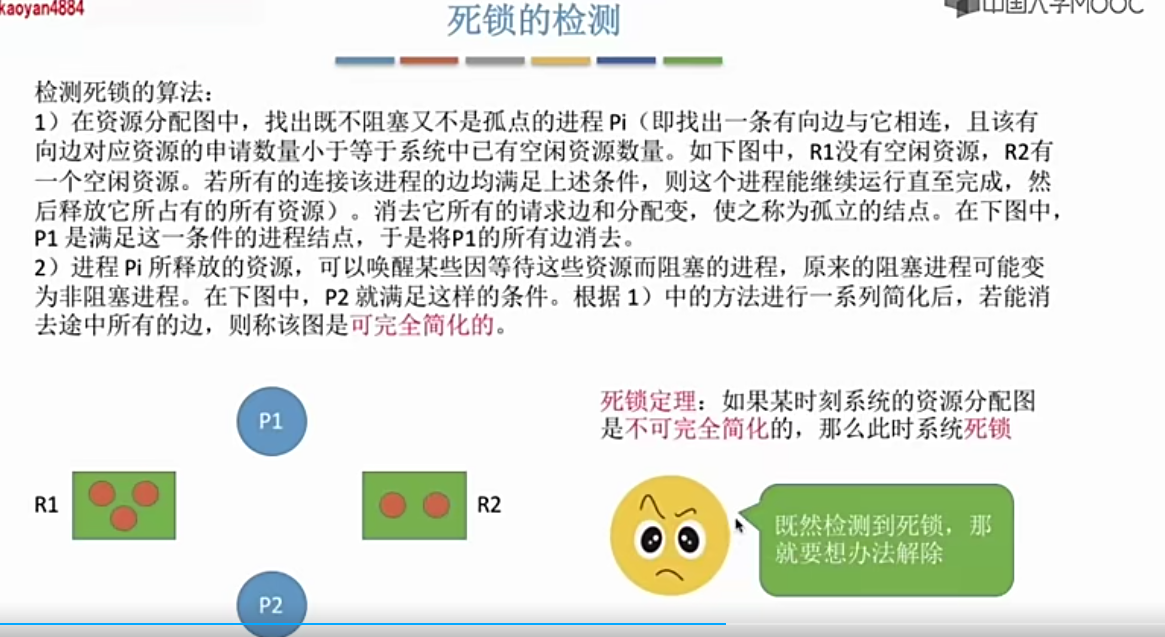 kaoyan4884
中国大学MOOC
死锁的检测
检测死锁的算法：
1）在资源分配图中，找出既不阻塞又不是孤点的进程 Pi（即找出一条有向边与它相连，且该有
向边对应资源的申请数量小于等于系统中已有空闲资源数量。如下图中，R1没有空闲资源，R2有
一个空闲资源。若所有的连接该进程的边均满足上述条件，则这个进程能继续运行直至完成，然
后释放它所占有的所有资源）。消去它所有的请求边和分配变，使之称为孤立的结点。在下图中，
P1 是满足这一条件的进程结点，于是将P1的所有边消去。
2）进程 Pi 所释放的资源，可以唤醒某些因等待这些资源而阻塞的进程，原来的阻塞进程可能变
为非阻塞进程。在下图中，P2 就满足这样的条件。根据 1）中的方法进行一系列简化后，若能消
去途中所有的边，则称该图是可完全简化的。
死锁定理：如果某时刻系统的资源分配图
是不可完全简化的，那么此时系统死锁
P1
R1
R2
既然检测到死锁，那
就要想办法解除
P2